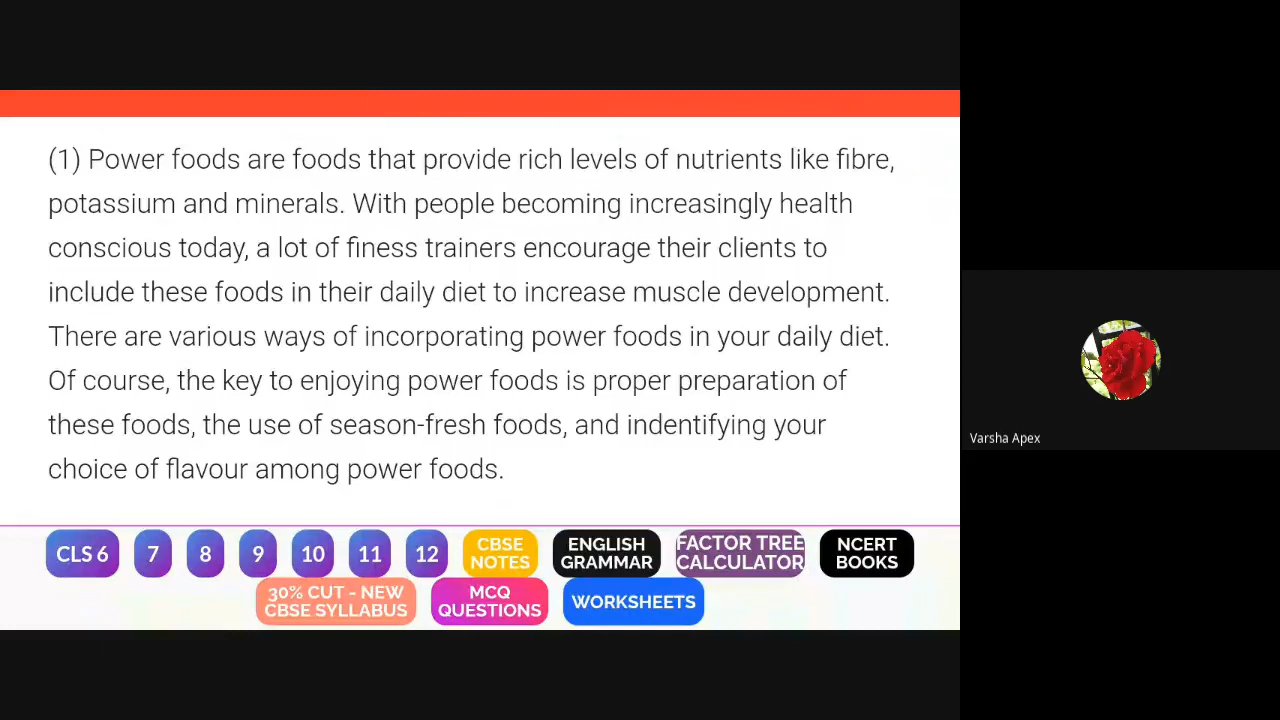 (1) Power foods are foods that provide rich levels of nutrients like fibre,
potassium and minerals. With people becoming increasingly health
conscious today, a lot of finess trainers encourage their clients to
include these foods in their daily diet to increase muscle development.
There are various ways of incorporating power foods in your daily diet.
Of course, the key to enjoying power foods is proper preparation of
these foods, the use of season-fresh foods, and indentifying your
choice of flavour among power foods.
Varsha Apex
CLS 6 7 8 9 10 11 12 CBSE NOTES ENGLISH GRAMMAR FACTOR TREE CALCULATOR NCERT BOOKS
30% CUT - NEW CBSE SYLLABUS MCQ QUESTIONS WORKSHEETS